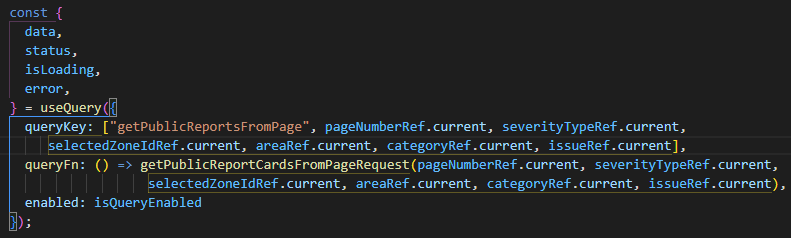 const {
  data,
  status,
  isLoading,
  error,
} = useQuery({
  queryKey: ["getPublicReportsFromPage", pageNumberRef.current, severityTypeRef.current,
     selectedZoneIdRef.current, areaRef.current, categoryRef.current, issueRef.current],
  queryFn: () => getPublicReportCardsFromPageRequest(pageNumberRef.current, severityTypeRef.current,
                  selectedZoneIdRef.current, areaRef.current, categoryRef.current, issueRef.current),
  enabled: isQueryEnabled
});